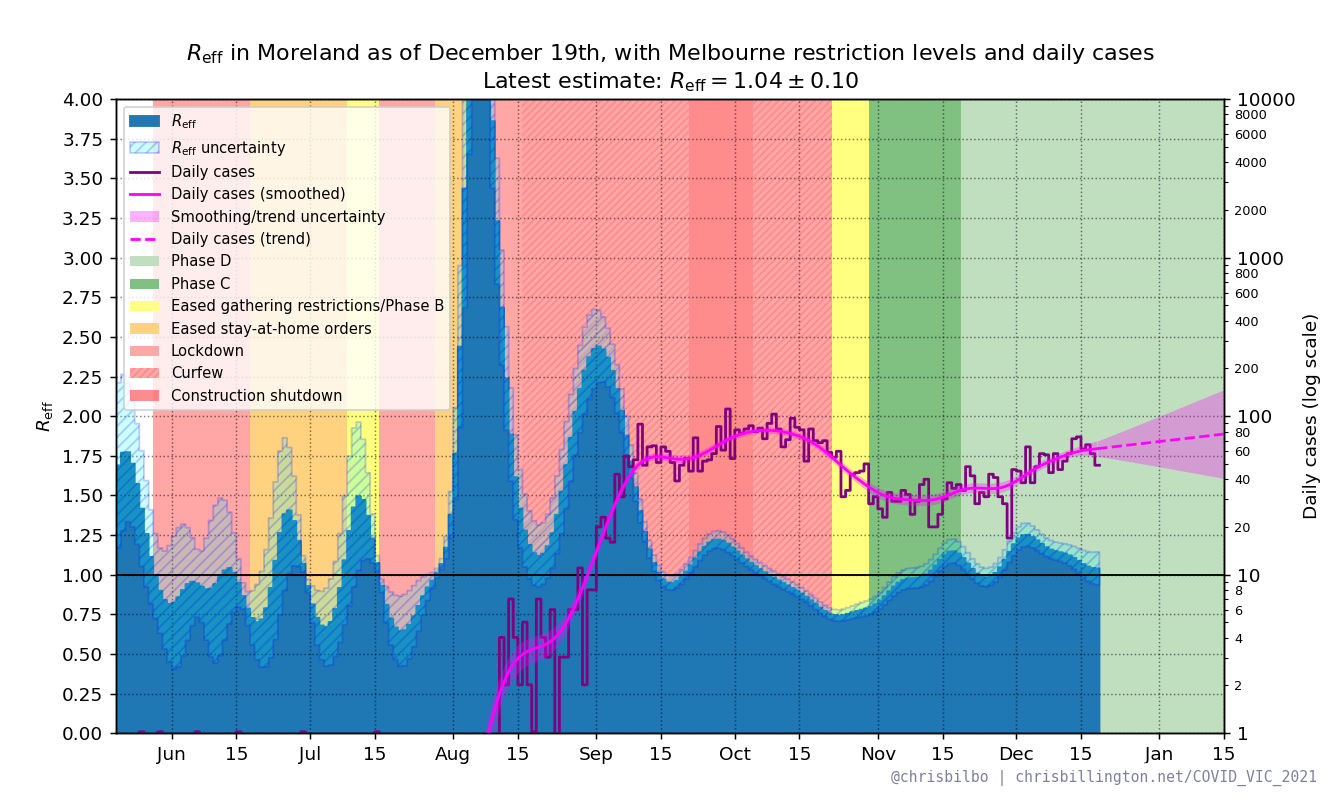 Reff in Moreland as of December 19th, with Melbourne restriction levels and daily cases
Latest estimate: Reff = 1.04 ± 0.10
4.00
3.75
3.50
3.25
3.00
2.75
2.50
2.25
2.00
1.75
1.50
1.25
1.00
0.75
0.50
0.25
0.00
Reff
Reff
Reff uncertainty
Daily cases
Daily cases (smoothed)
Smoothing/trend uncertainty
Daily cases (trend)
Phase D
Phase C
Eased gathering restrictions/Phase B
Eased stay-at-home orders
Lockdown
Curfew
Construction shutdown
10000
8000
6000
4000
2000
1000
800
600
400
200
100
80
60
40
20
10
8
6
4
2
1
Daily cases (log scale)
Jun 15 Jul 15 Aug 15 Sep 15 Oct 15 Nov 15 Dec 15 Jan 15
@chrisbilbo | chrisbillington.net/COVID_VIC_2021